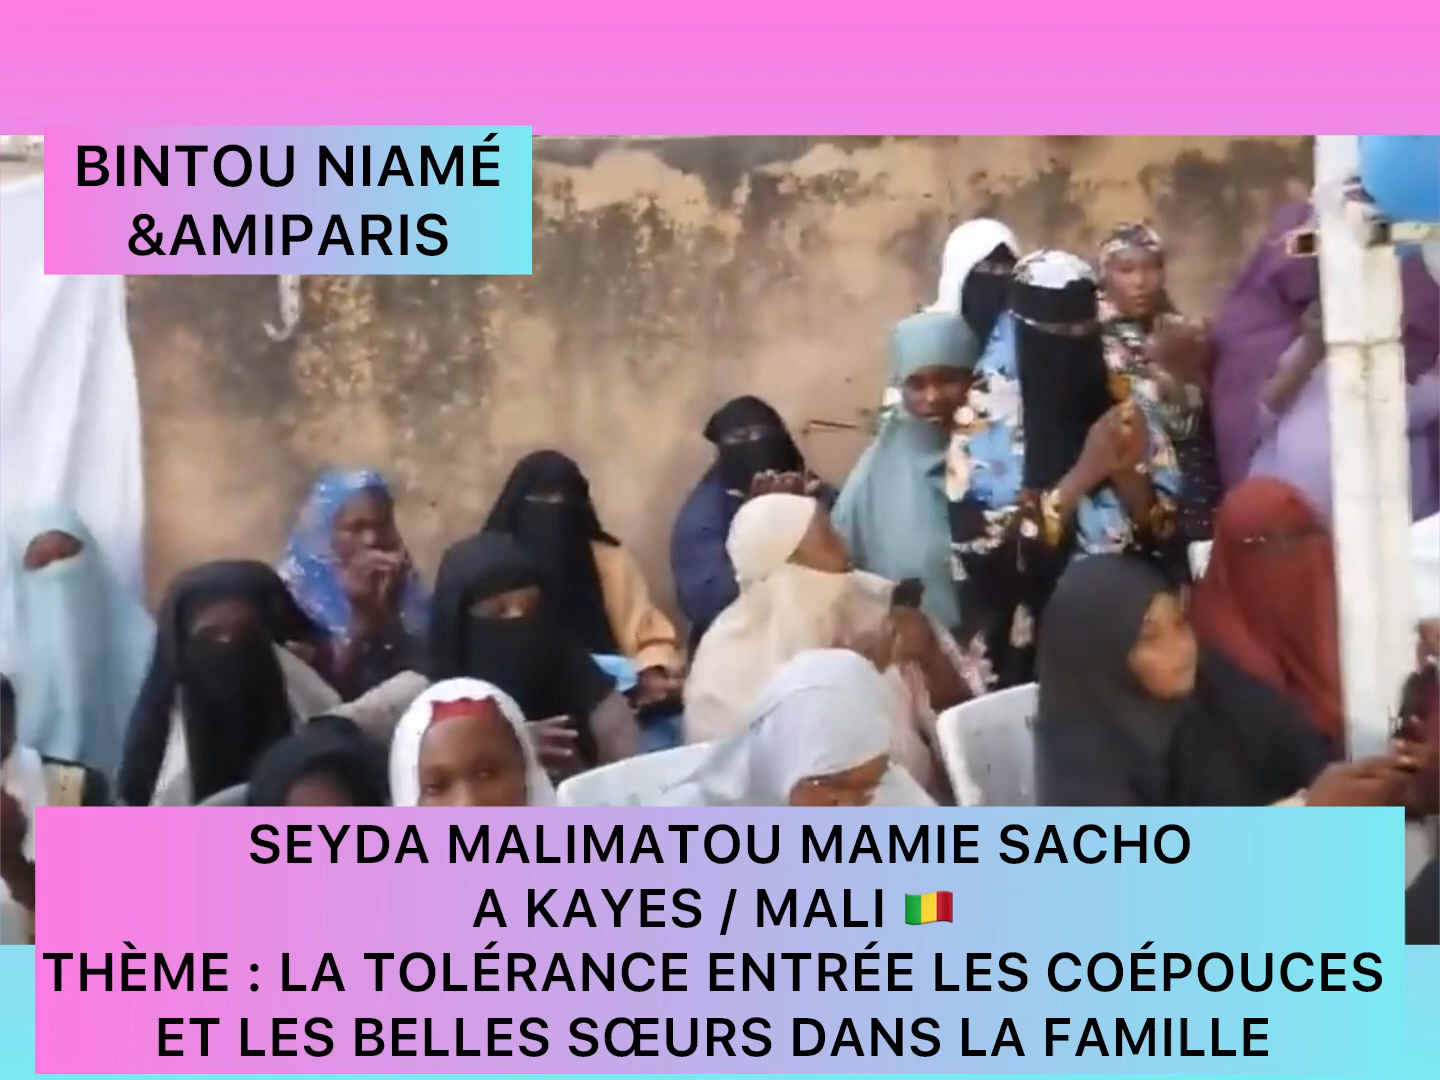 BINTOU NIAMÉ
&AMIPARIS
SEYDA MALIMATOU MAMIE SACHO
A KAYES / MALI 🇲🇱
THÈME : LA TOLÉRANCE ENTRÉE LES COÉPOUCES
ET LES BELLES SŒURS DANS LA FAMILLE